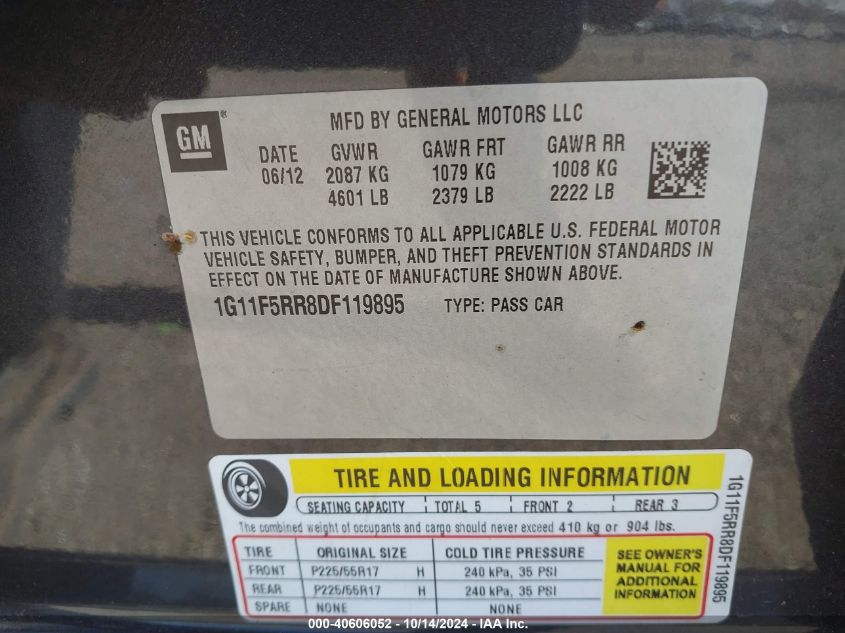 GM®
MFD BY GENERAL MOTORS LLC
DATE GVWR GAWR FRT GAWR RR
06/12 2087 KG 1079 KG 1008 KG
4601 LB 2379 LB 2222 LB
THIS VEHICLE CONFORMS TO ALL APPLICABLE U.S. FEDERAL MOTOR
VEHICLE SAFETY, BUMPER, AND THEFT PREVENTION STANDARDS IN
EFFECT ON THE DATE OF MANUFACTURE SHOWN ABOVE.
1G11F5RR8DF119895 TYPE: PASS CAR
TIRE AND LOADING INFORMATION
SEATING CAPACITY TOTAL 5 FRONT 2 REAR 3
The combined weight of occupants and cargo should never exceed 410 kg or 904 lbs.
TIRE ORIGINAL SIZE COLD TIRE PRESSURE
FRONT P225/55R17 H 240 kPa, 35 PSI
REAR P225/55R17 H 240 kPa, 35 PSI
SPARE NONE NONE
SEE OWNER'S
MANUAL FOR
ADDITIONAL
INFORMATION
1G11F5RR8DF119895
000-40606052 - 10/14/2024 - IAA Inc.